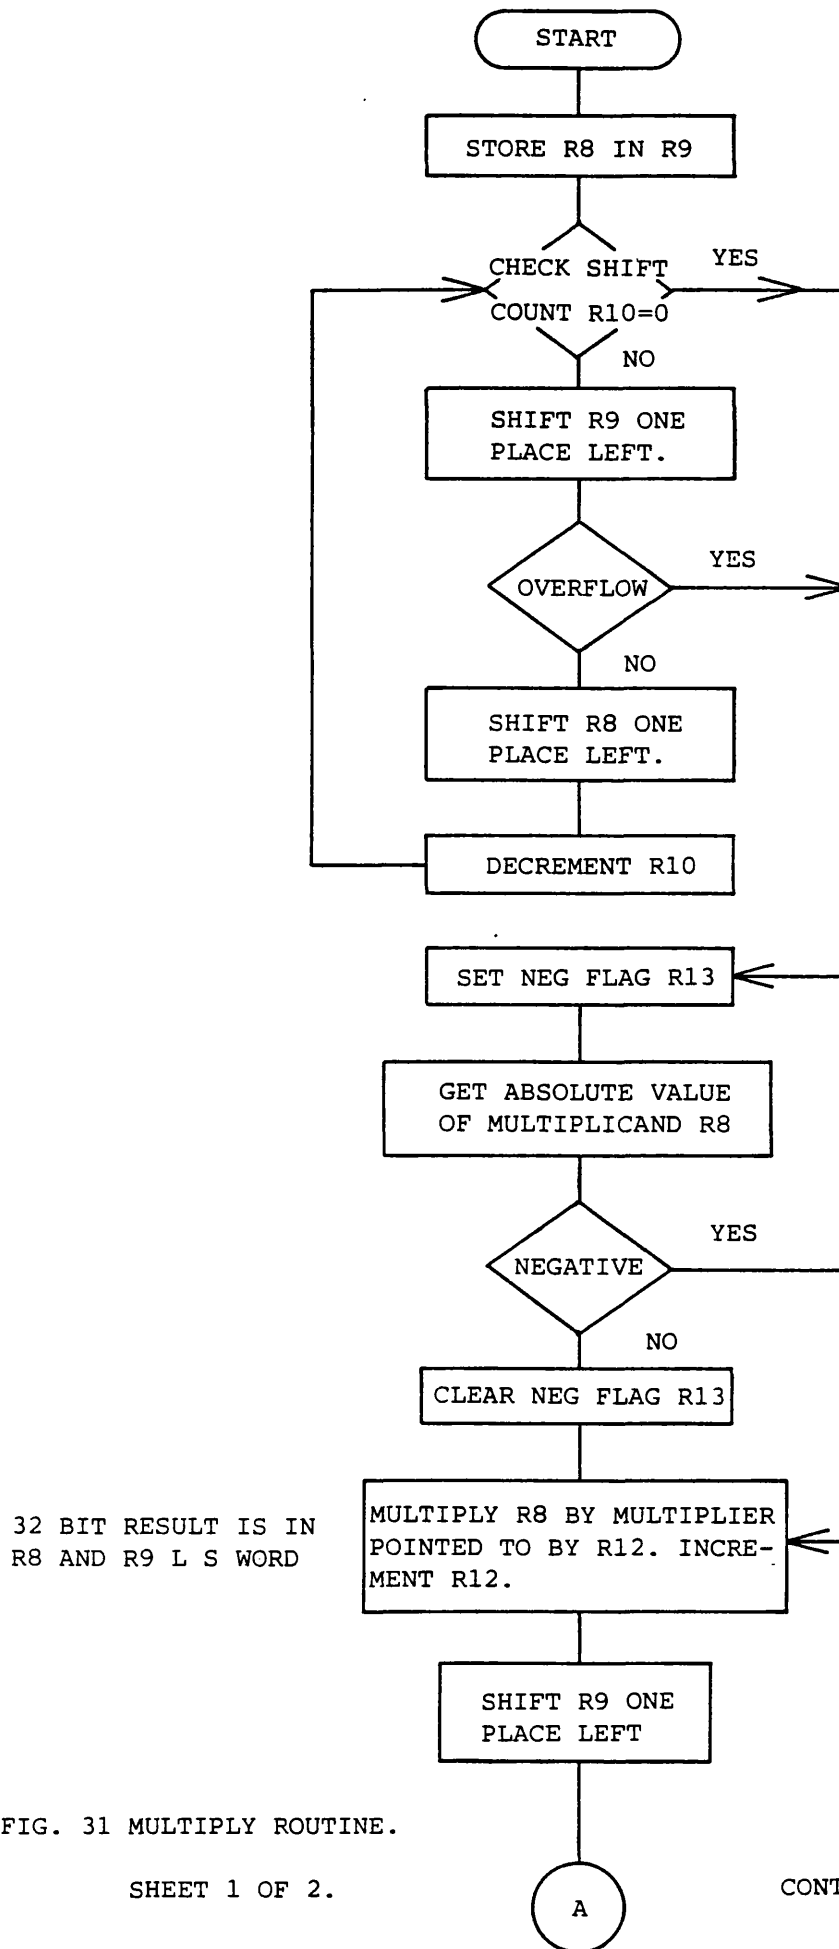 START
STORE R8 IN R9
CHECK SHIFT
COUNT R10=0
YES
NO
SHIFT R9 ONE
PLACE LEFT.
OVERFLOW
YES
NO
SHIFT R8 ONE
PLACE LEFT.
DECREMENT R10
SET NEG FLAG R13
GET ABSOLUTE VALUE
OF MULTIPLICAND R8
NEGATIVE
YES
NO
CLEAR NEG FLAG R13
32 BIT RESULT IS IN
R8 AND R9 L S WORD
MULTIPLY R8 BY MULTIPLIER
POINTED TO BY R12. INCRE-
MENT R12.
SHIFT R9 ONE
PLACE LEFT
FIG. 31 MULTIPLY ROUTINE.
SHEET 1 OF 2.
A
CONT